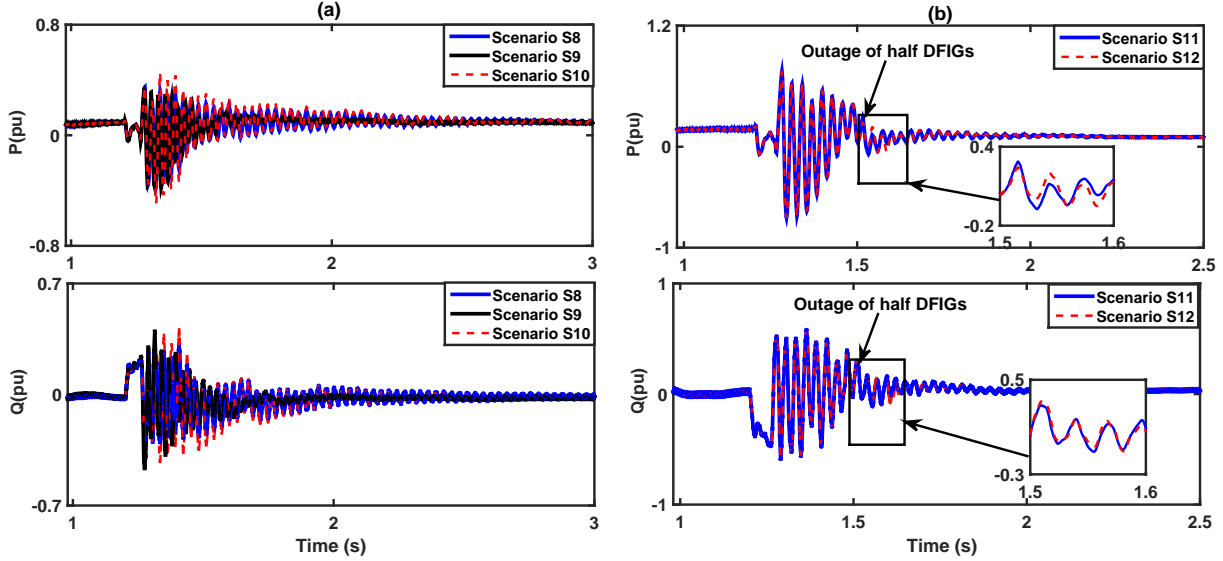 (a)
0.8
0
-0.8
P(pu)
Scenario S8
Scenario S9
Scenario S10
1
2
3
(b)
1.2
0
-1
P(pu)
Outage of half DFIGs
Scenario S11
Scenario S12
0.4
-0.2
1.5
1.6
1
1.5
2
2.5
0.7
0
-0.7
Q(pu)
Scenario S8
Scenario S9
Scenario S10
1
2
3
Time (s)
1
0
-1
Q(pu)
Outage of half DFIGs
Scenario S11
Scenario S12
0.5
-0.3
1.5
1.6
1
1.5
2
2.5
Time (s)